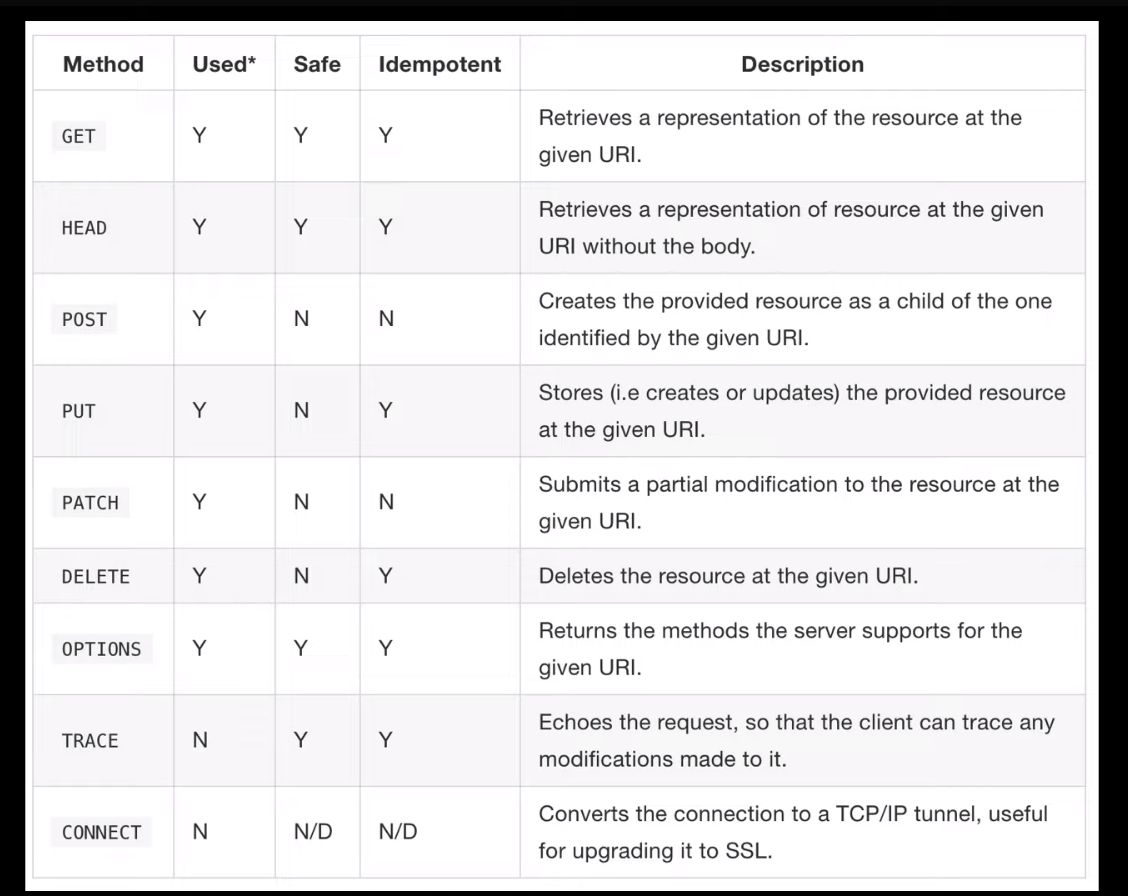 Method Used* Safe Idempotent Description
GET Y Y Y Retrieves a representation of the resource at the
given URI.
HEAD Y Y Y Retrieves a representation of resource at the given
URI without the body.
POST Y N N Creates the provided resource as a child of the one
identified by the given URI.
PUT Y N Y Stores (i.e creates or updates) the provided resource
at the given URI.
PATCH Y N N Submits a partial modification to the resource at the
given URI.
DELETE Y N Y Deletes the resource at the given URI.
OPTIONS Y Y Y Returns the methods the server supports for the
given URI.
TRACE N Y Y Echoes the request, so that the client can trace any
modifications made to it.
CONNECT N N/D N/D Converts the connection to a TCP/IP tunnel, useful
for upgrading it to SSL.